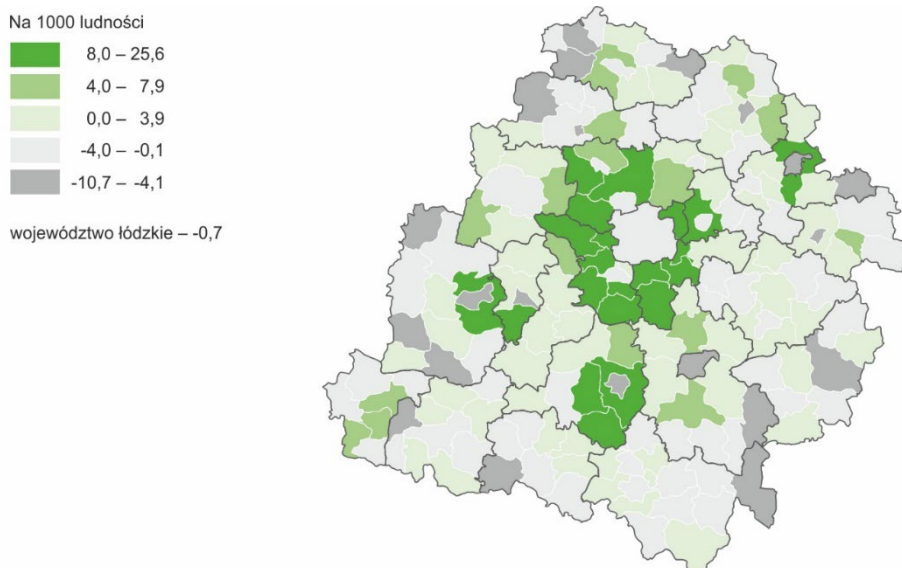 Na 1000 ludności
8,0 – 25,6
4,0 – 7,9
0,0 – 3,9
-4,0 – -0,1
-10,7 – -4,1
województwo łódzkie – -0,7